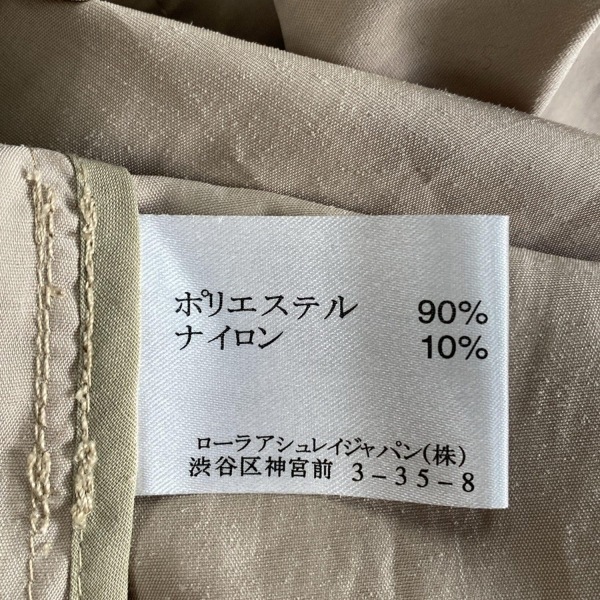 ポリエステル 90%
ナイロン 10%
ローラアシュレイジャパン(株)
渋谷区神宮前 3-35-8